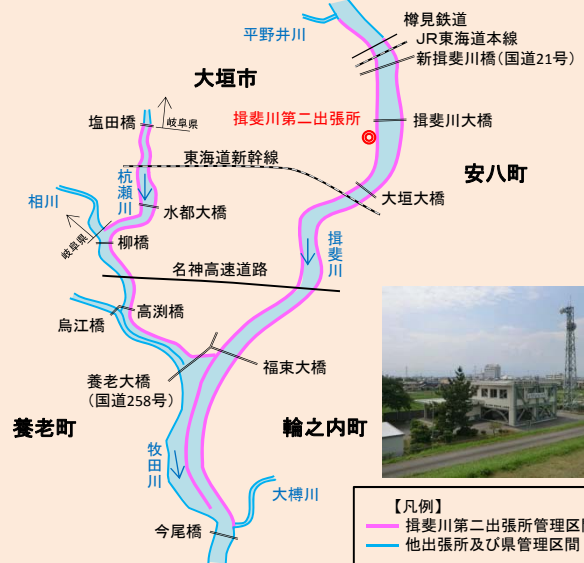 樽見鉄道
平野井川
JR東海道本線
新揖斐川橋(国道21号)
大垣市
塩田橋
岐阜県
揖斐川第二出張所
揖斐川大橋
東海道新幹線
安八町
杭瀬川
相川
大垣大橋
水都大橋
岐阜県
柳橋
揖斐川
名神高速道路
高渕橋
烏江橋
福束大橋
養老大橋
(国道258号)
養老町
輪之内町
牧田川
大榑川
今尾橋
【凡例】
揖斐川第二出張所管理区間
他出張所及び県管理区間